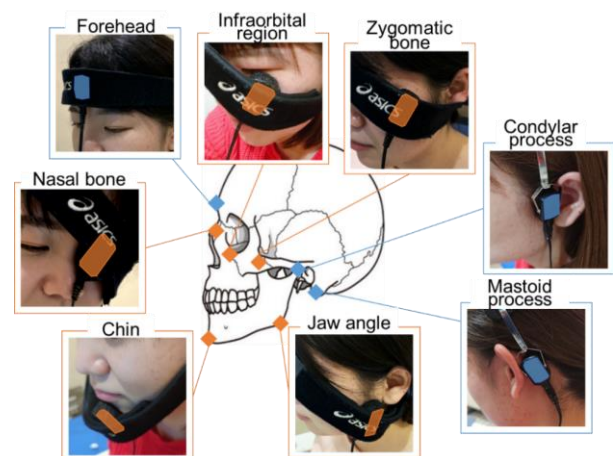 Forehead
Infraorbital
region
Zygomatic
bone
Condylar
process
Nasal bone
Mastoid
process
Chin
Jaw angle
asics
asics
asics